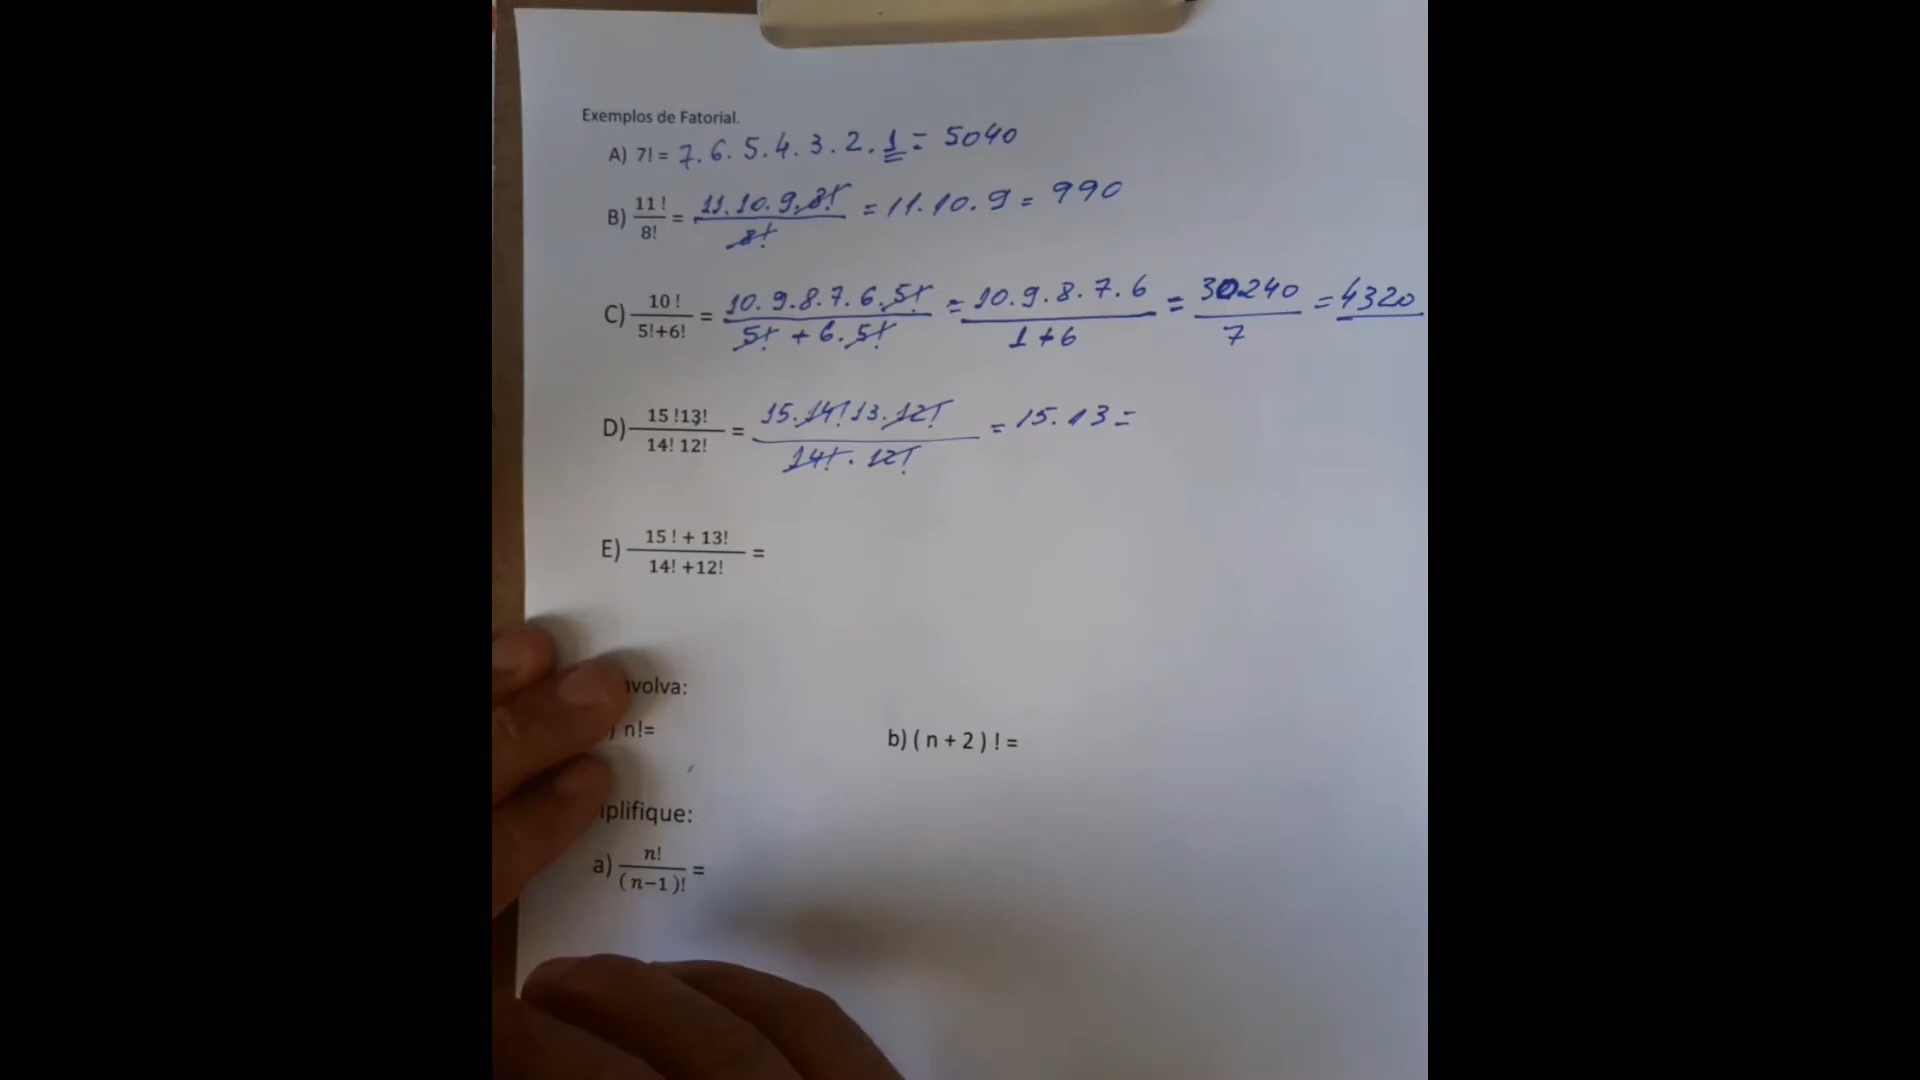 Exemplos de Fatorial.
A) 7! = 7.6.5.4.3.2.1 = 5040
B) 11!/8! = 11.10.9.8!/8! = 11.10.9 = 990
C) 10!/5!+6! = 10.9.8.7.6.5!/5! + 6.5! = 10.9.8.7.6/1+6 = 30240/7 = 4320
D) 15!13!/14! 12! = 15.14!13.12!/14!.12! = 15.13 =
E) 15! + 13!/14! +12! =
nvolva:
) n!=
b) ( n + 2 ) ! =
plifique:
a) n!/(n−1)! =